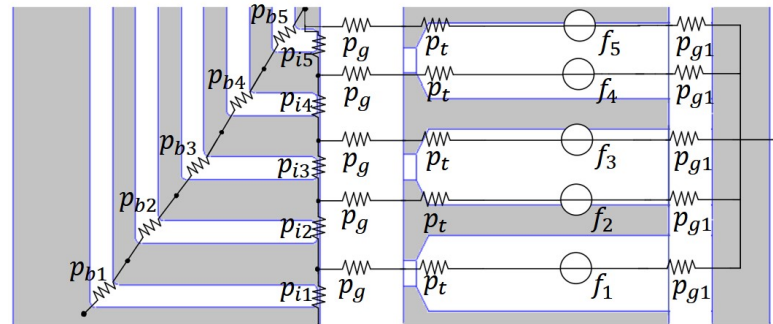 p_b5 p_i5 p_g p_t f_5 p_g1
p_b4 p_i4 p_g p_t f_4 p_g1
p_b3 p_i3 p_g p_t f_3 p_g1
p_b2 p_i2 p_g p_t f_2 p_g1
p_b1 p_i1 p_g p_t f_1 p_g1